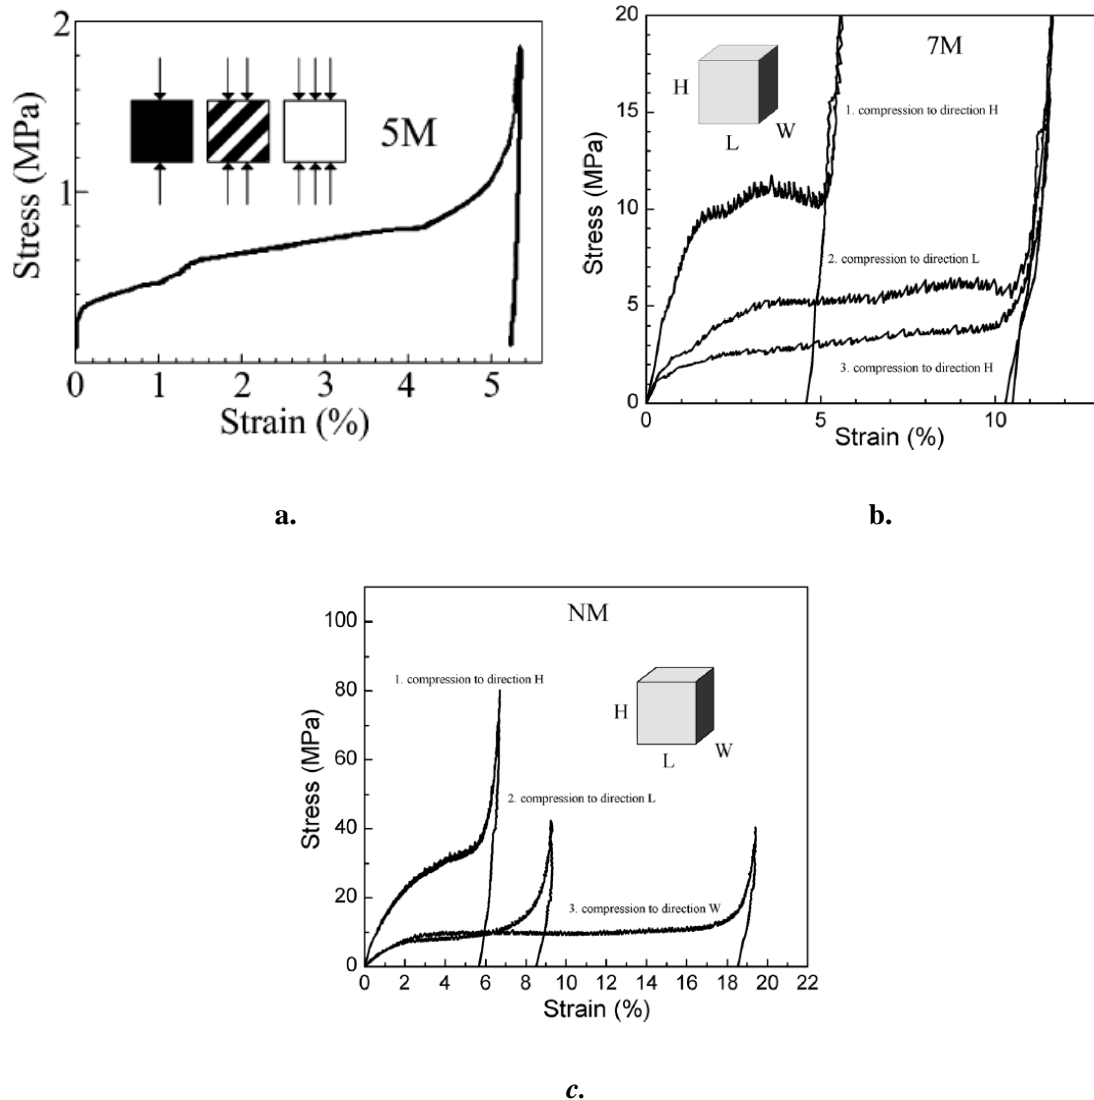 2
5M
1
Stress (MPa)
0 1 2 3 4 5
Strain (%)
a.
20
7M
H
L
W
1. compression to direction H
15
Stress (MPa)
10
2. compression to direction L
5
3. compression to direction H
0
0 5 10
Strain (%)
b.
100
NM
1. compression to direction H
80
H
L
W
Stress (MPa)
60
2. compression to direction L
40
3. compression to direction W
20
0
0 2 4 6 8 10 12 14 16 18 20 22
Strain (%)
c.